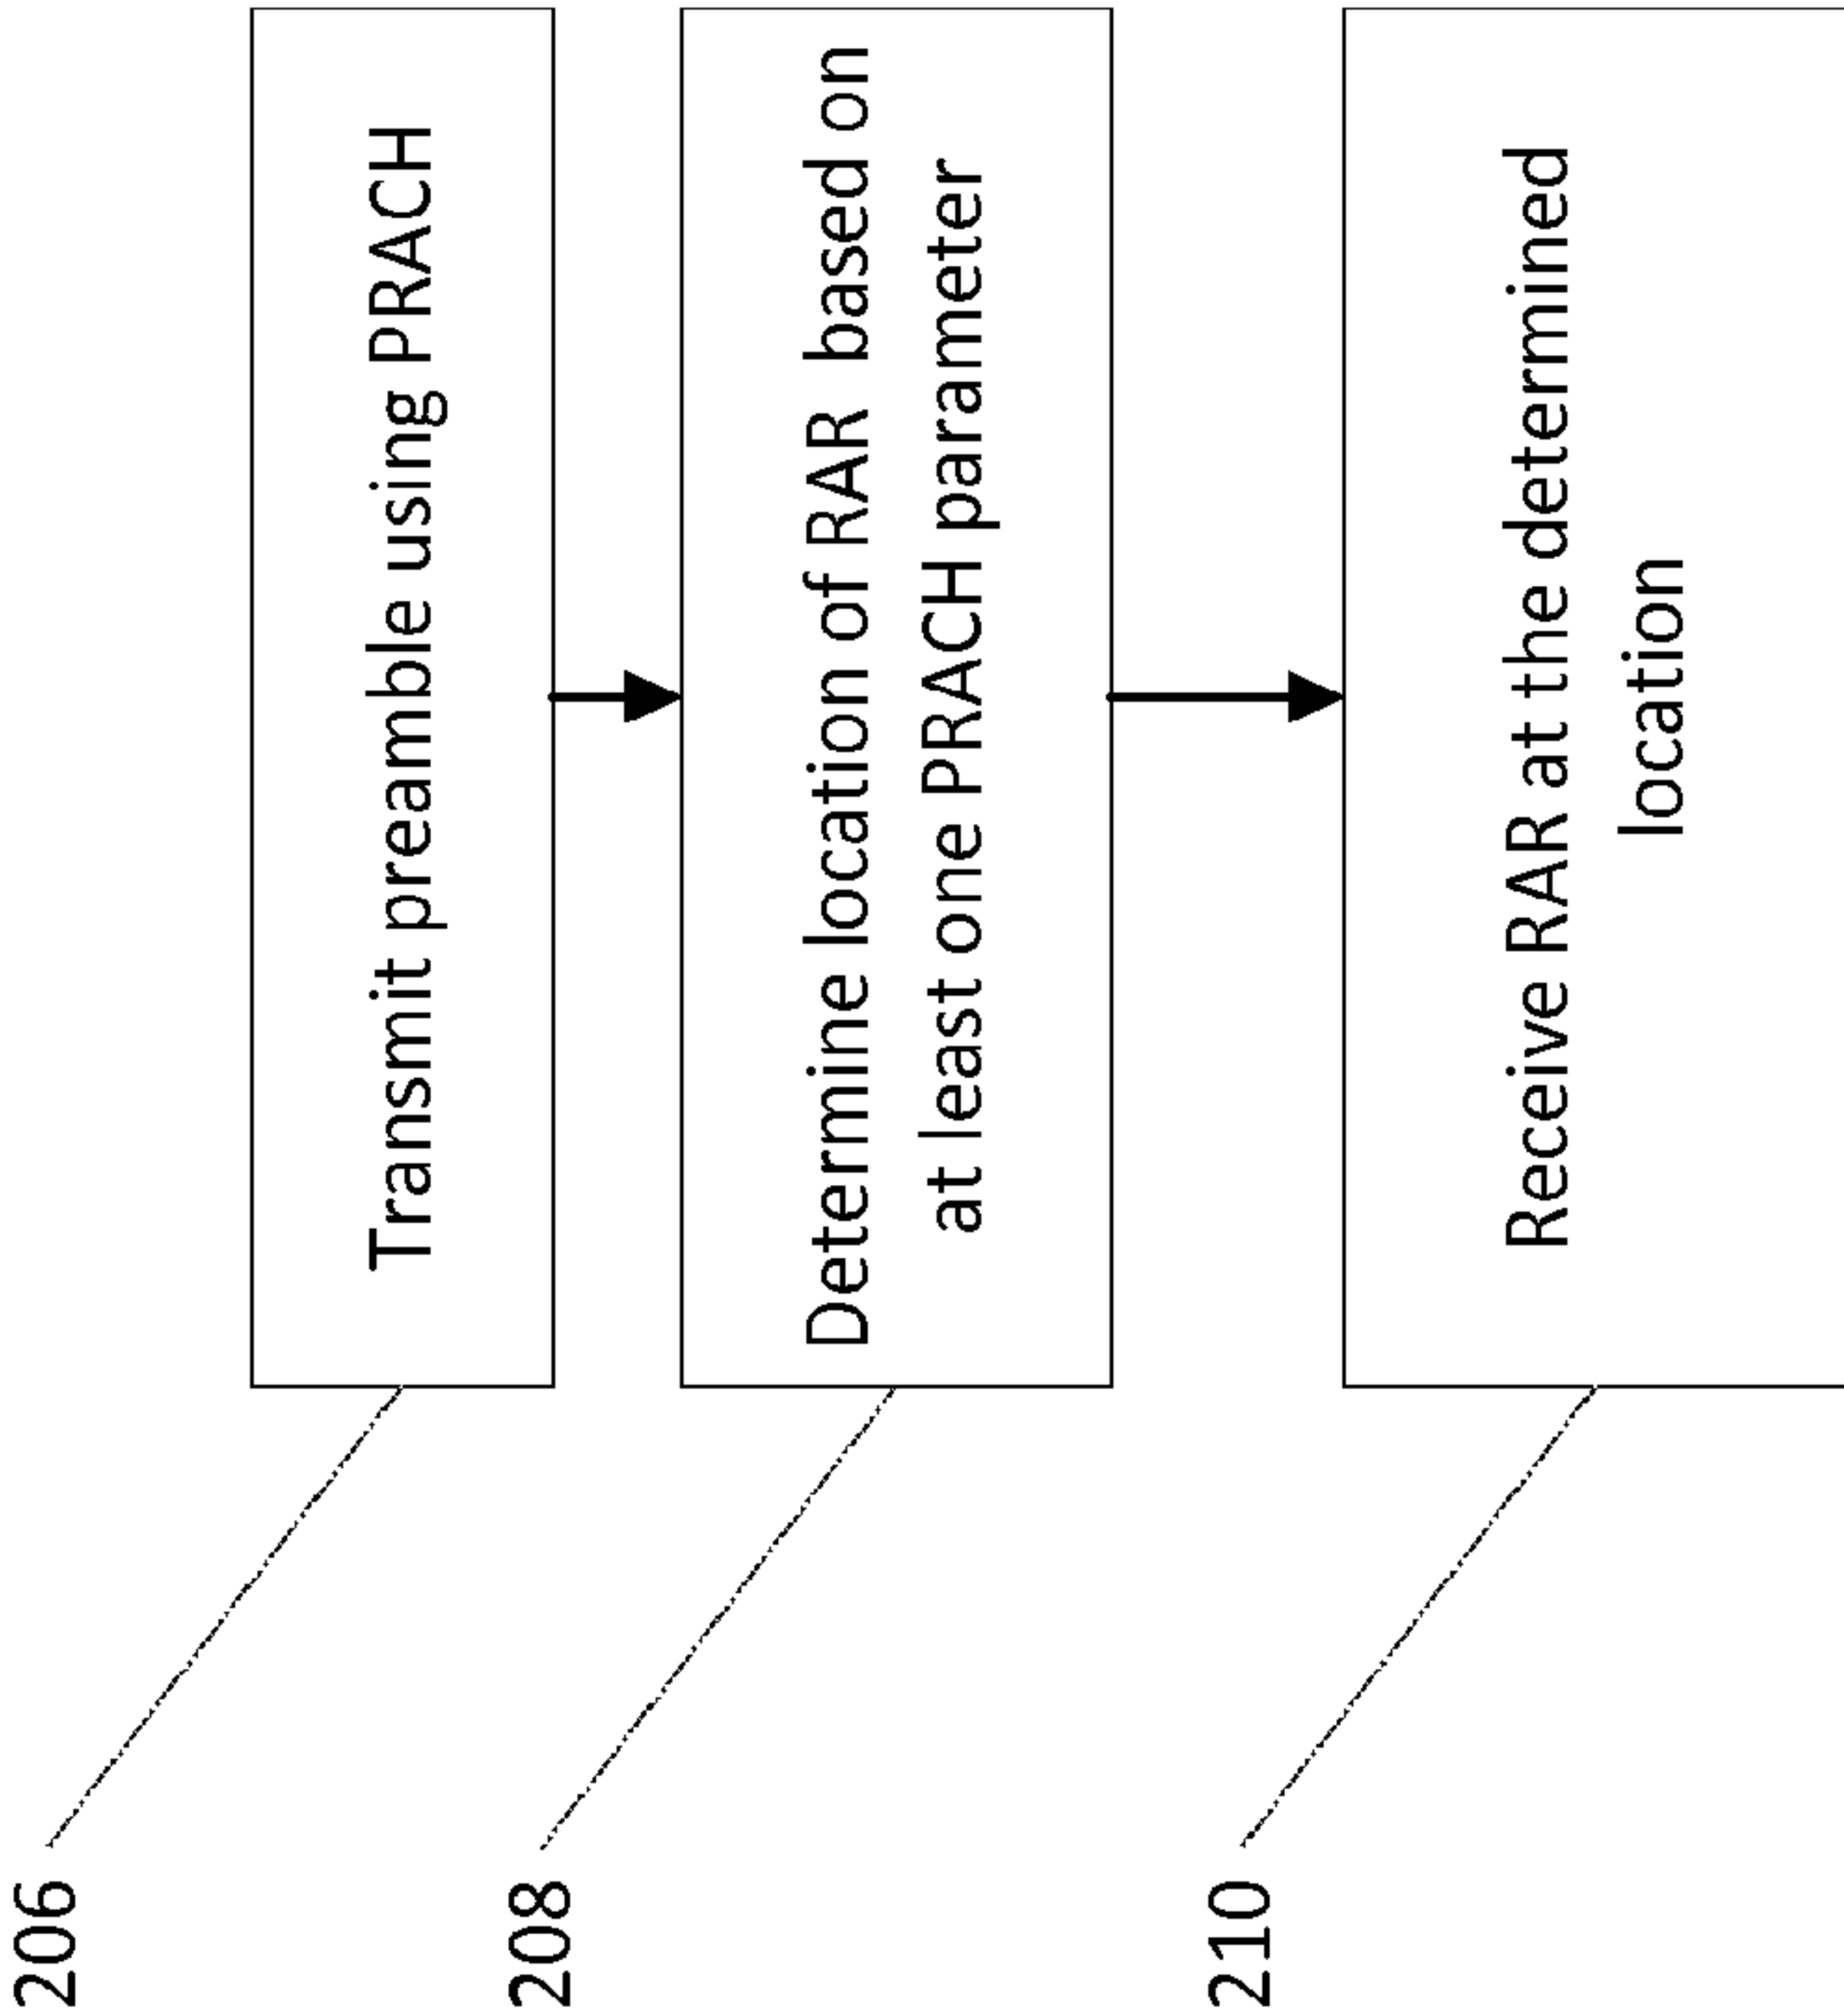 206
Transmit preamble using PRACH
208
Determine location of RAR based on
at least one PRACH parameter
210
Receive RAR at the determined
location